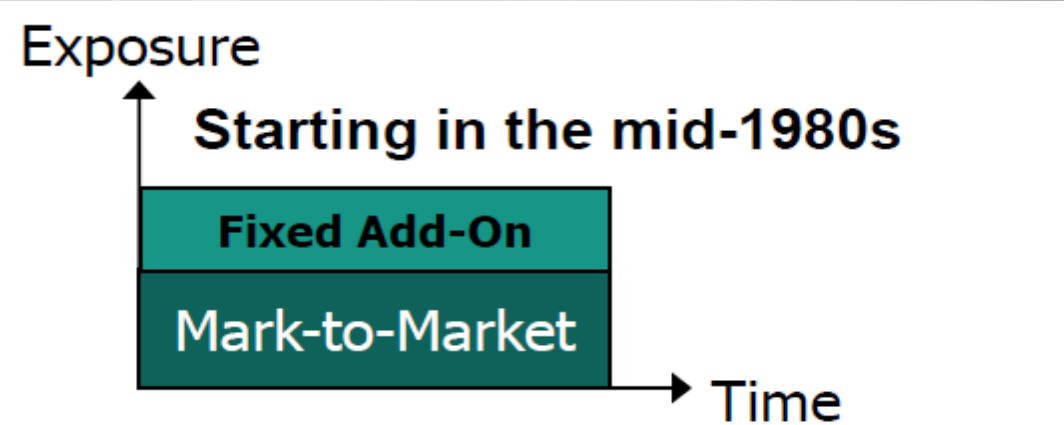 Exposure
Starting in the mid-1980s
Fixed Add-On
Mark-to-Market
Time